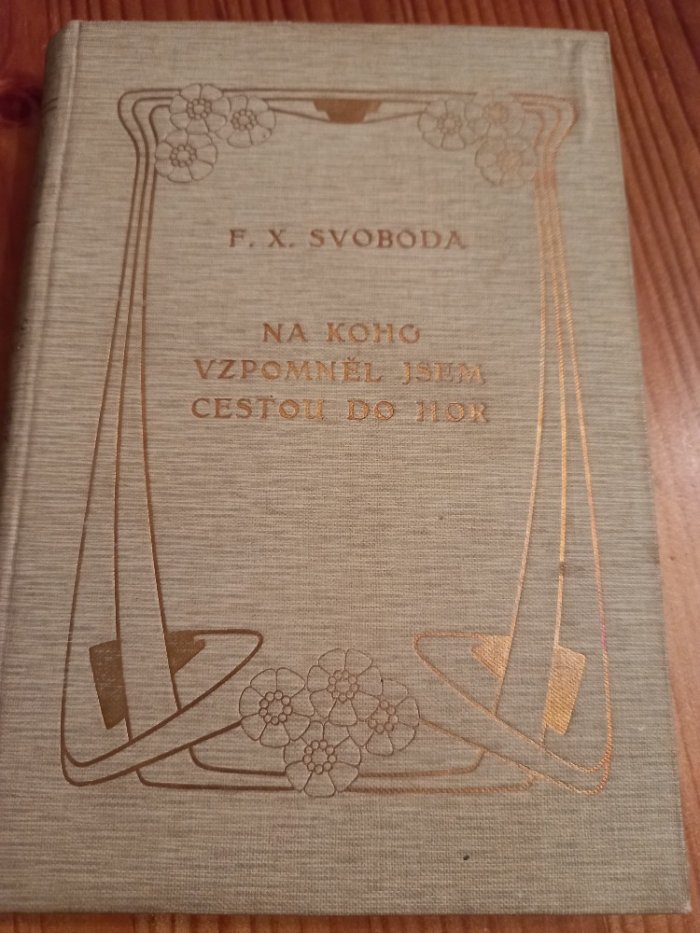 F. X. SVOBODA
NA KOHO
VZPOMNĚL JSEM
CESTOU DO HOR